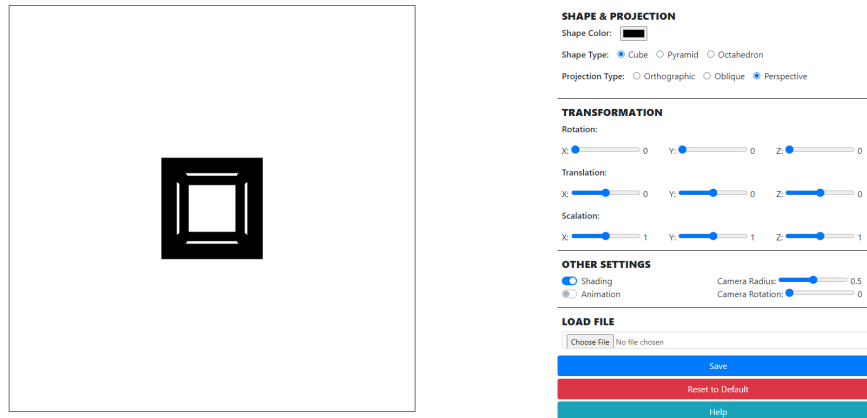 SHAPE & PROJECTION
Shape Color:
Shape Type: Cube Pyramid Octahedron
Projection Type: Orthographic Oblique Perspective
TRANSFORMATION
Rotation:
X: 0 Y: 0 Z: 0
Translation:
X: 0 Y: 0 Z: 0
Scalation:
X: 1 Y: 1 Z: 1
OTHER SETTINGS
Shading Camera Radius: 0.5
Animation Camera Rotation: 0
LOAD FILE
Choose File No file chosen
Save
Reset to Default
Help